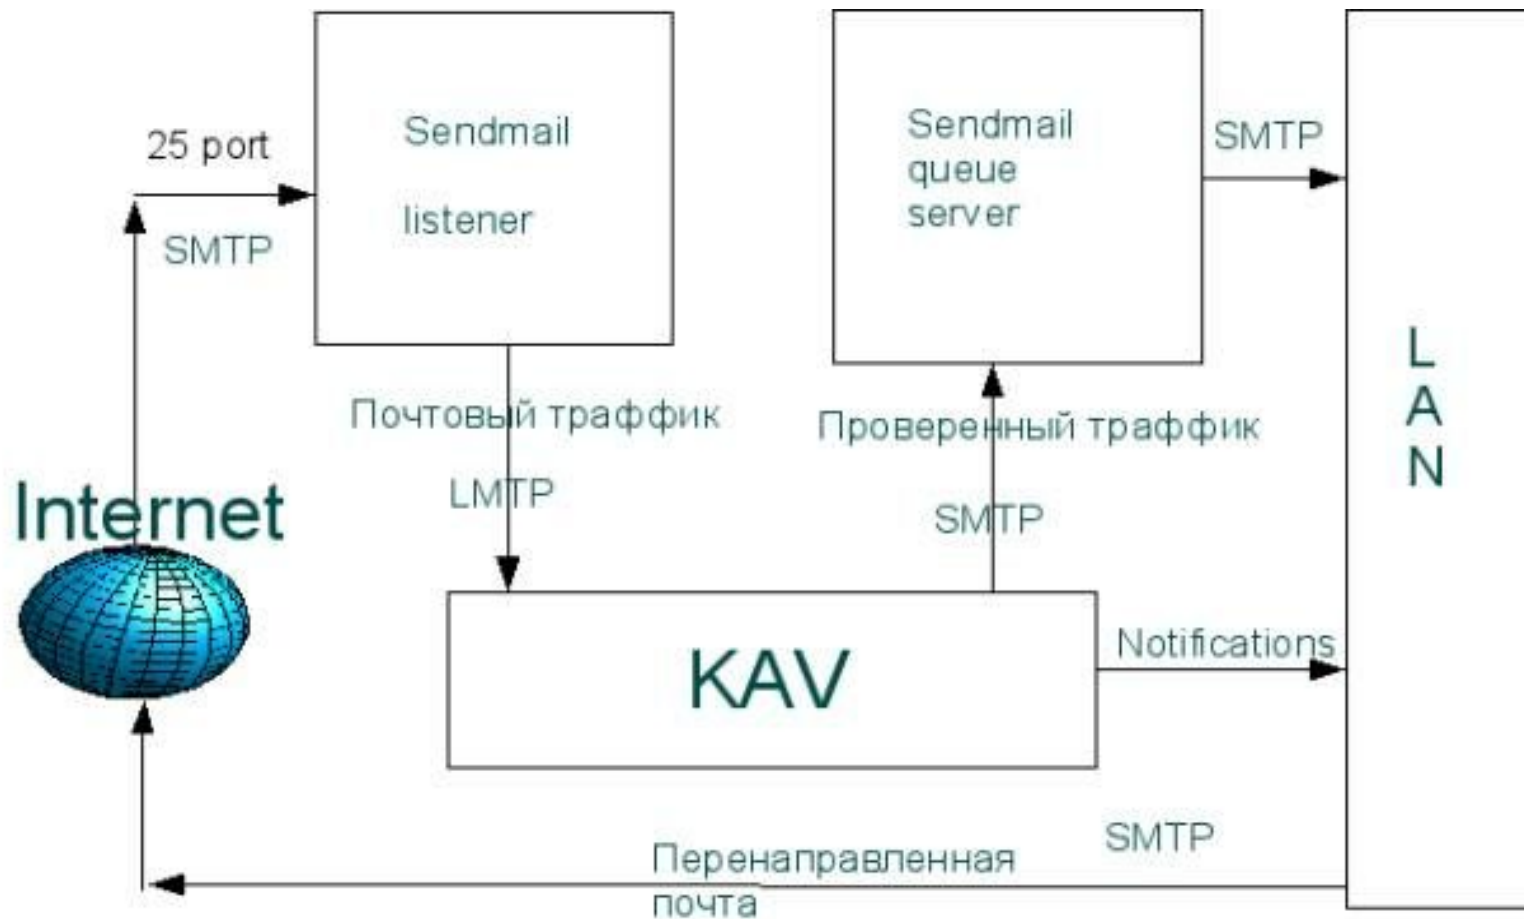 25 port
SMTP
Sendmail
listener
Sendmail
queue
server
SMTP
L
A
N
Почтовый траффик
LMTP
Проверенный траффик
SMTP
Internet
KAV
Notifications
SMTP
Перенаправленная
почта